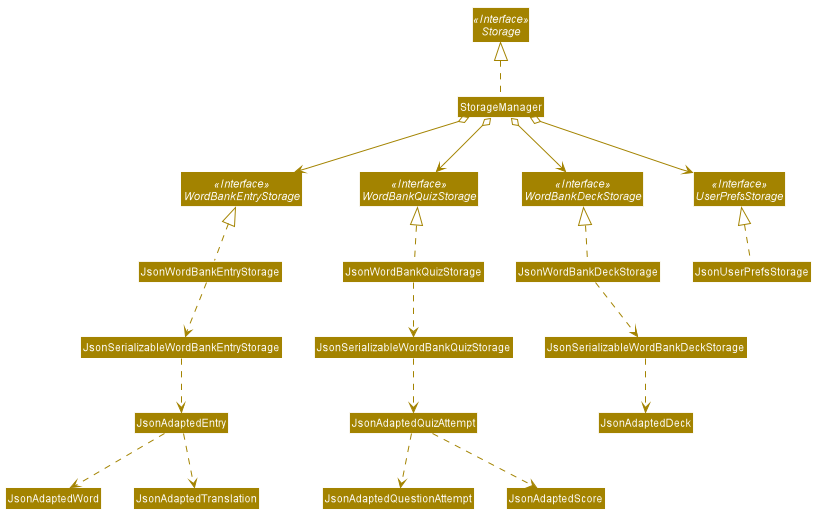 «Interface»
Storage
StorageManager
«Interface»
WordBankEntryStorage
«Interface»
WordBankQuizStorage
«Interface»
WordBankDeckStorage
«Interface»
UserPrefsStorage
JsonWordBankEntryStorage
JsonWordBankQuizStorage
JsonWordBankDeckStorage
JsonUserPrefsStorage
JsonSerializableWordBankEntryStorage
JsonSerializableWordBankQuizStorage
JsonSerializableWordBankDeckStorage
JsonAdaptedEntry
JsonAdaptedQuizAttempt
JsonAdaptedDeck
JsonAdaptedWord
JsonAdaptedTranslation
JsonAdaptedQuestionAttempt
JsonAdaptedScore